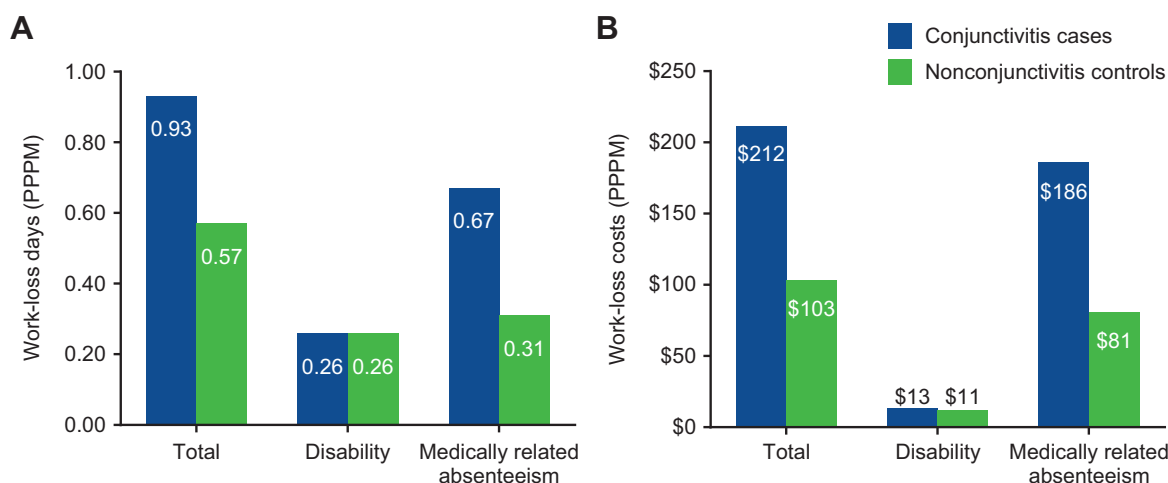 A
Work-loss days (PPPM)
1.00
0.80
0.60
0.40
0.20
0.00
0.93
0.57
0.26
0.26
0.67
0.31
Total
Disability
Medically related
absenteeism
B
Conjunctivitis cases
Nonconjunctivitis controls
Work-loss costs (PPPM)
$250
$200
$150
$100
$50
$0
$212
$103
$13
$11
$186
$81
Total
Disability
Medically related
absenteeism